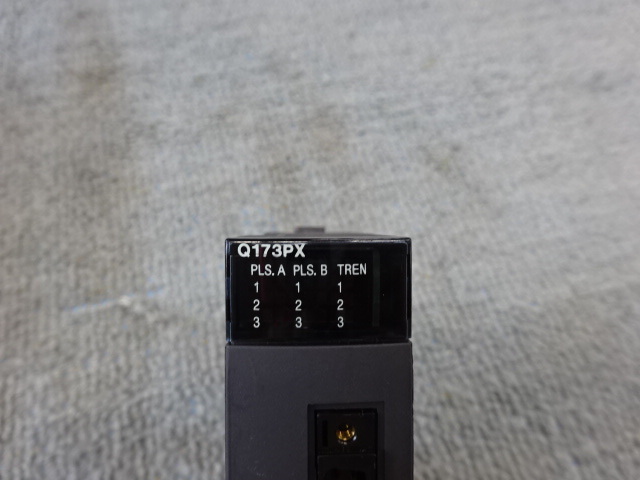 Q173PX
PLS. A PLS. B TREN
1 1 1
2 2 2
3 3 3